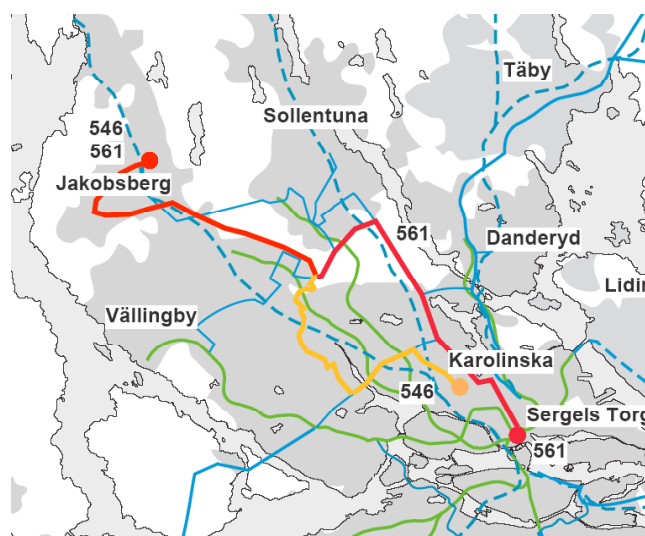 Täby
Sollentuna
546
561
Jakobsberg
561
Danderyd
Lidin
Vällingby
Karolinska
546
Sergels Torg
561